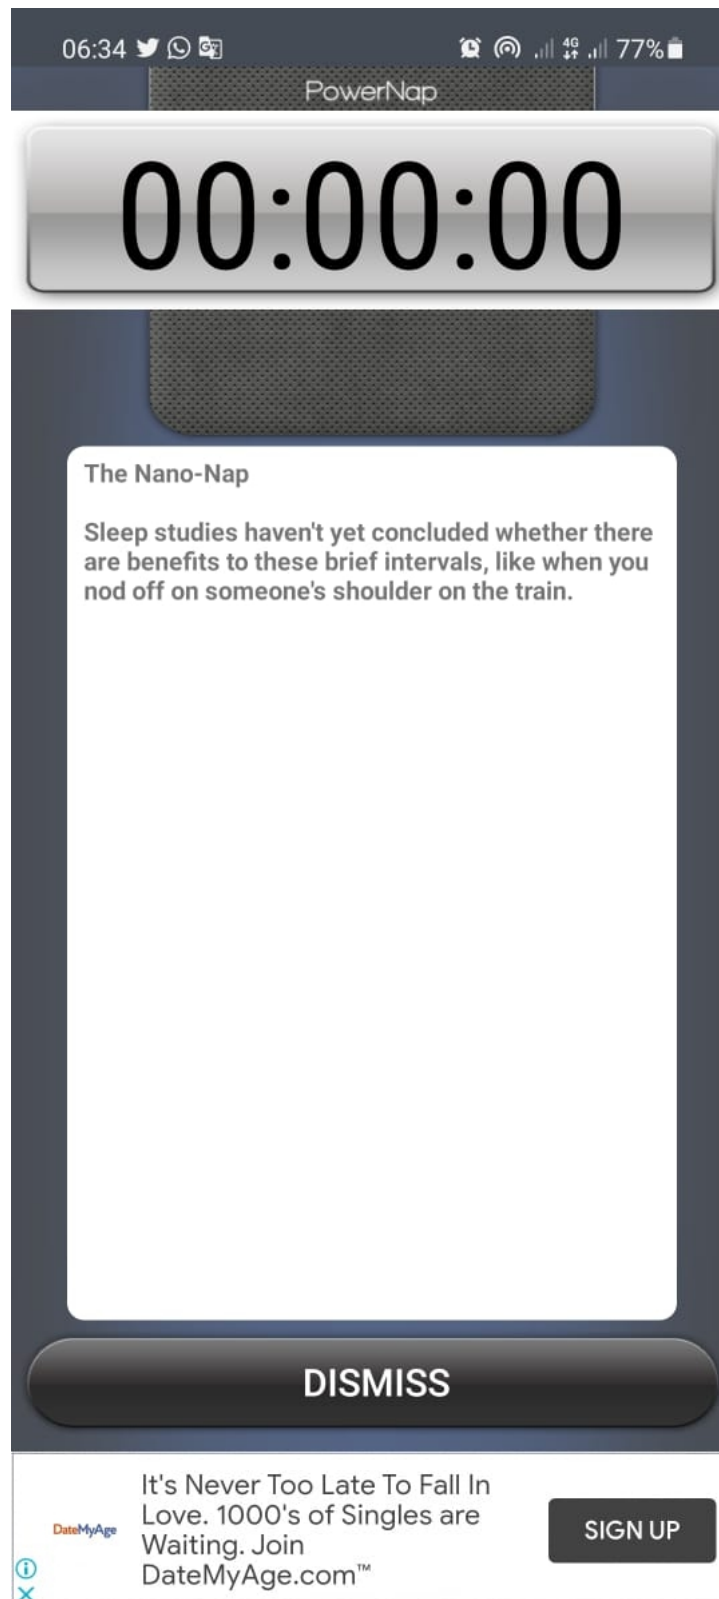 06:34 4G 77%
PowerNap
00:00:00
The Nano-Nap
Sleep studies haven't yet concluded whether there
are benefits to these brief intervals, like when you
nod off on someone's shoulder on the train.
DISMISS
DateMyAge
It's Never Too Late To Fall In
Love. 1000's of Singles are
Waiting. Join
DateMyAge.com™
SIGN UP